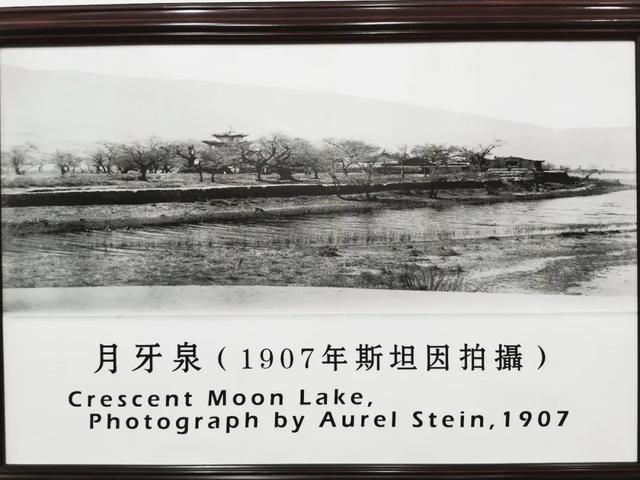 月牙泉（1907年斯坦因拍攝）
Crescent Moon Lake,
Photograph by Aurel Stein,1907